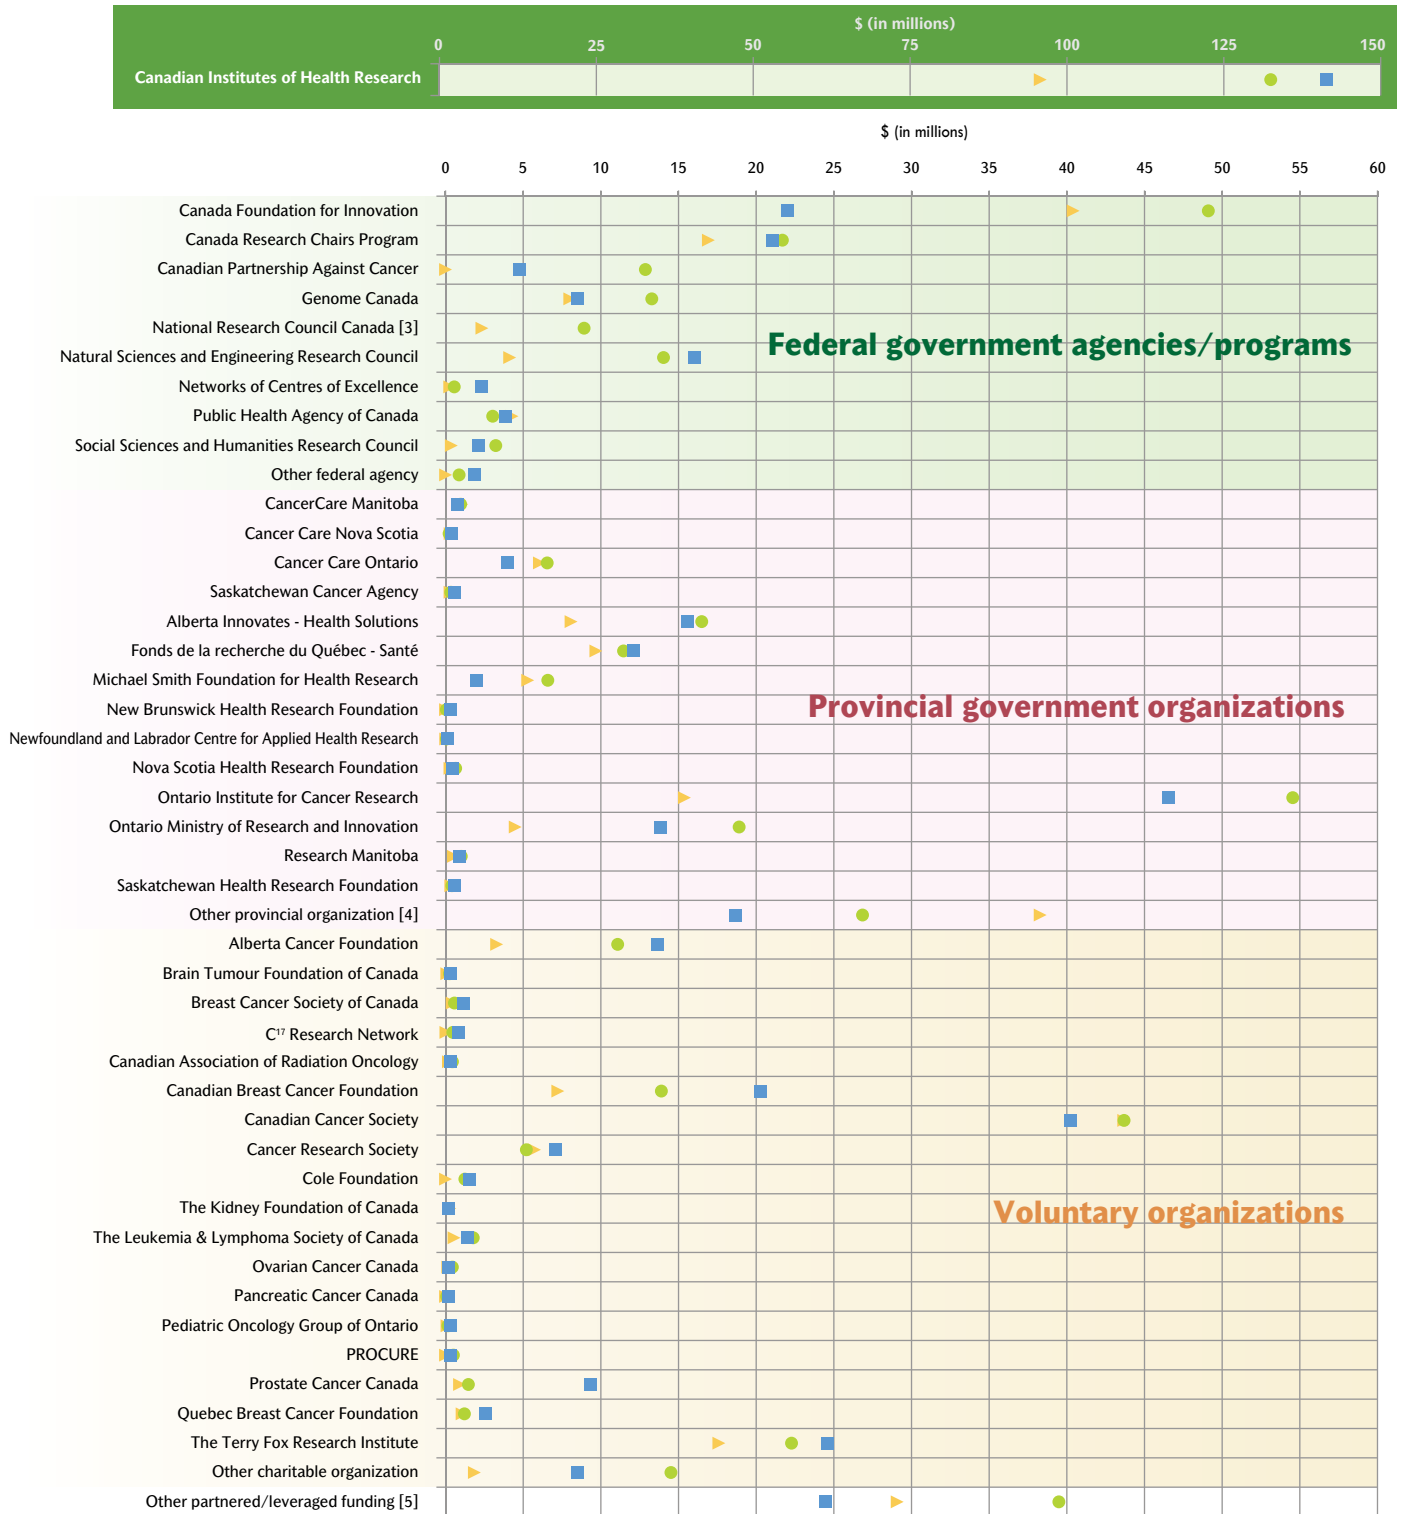 $ (in millions)
0 25 50 75 100 125 150
Canadian Institutes of Health Research
$ (in millions)
0 5 10 15 20 25 30 35 40 45 50 55 60
Canada Foundation for Innovation
Canada Research Chairs Program
Canadian Partnership Against Cancer
Genome Canada
National Research Council Canada [3]
Federal government agencies/programs
Natural Sciences and Engineering Research Council
Networks of Centres of Excellence
Public Health Agency of Canada
Social Sciences and Humanities Research Council
Other federal agency
CancerCare Manitoba
Cancer Care Nova Scotia
Cancer Care Ontario
Saskatchewan Cancer Agency
Alberta Innovates - Health Solutions
Fonds de la recherche du Québec - Santé
Michael Smith Foundation for Health Research
Provincial government organizations
New Brunswick Health Research Foundation
Newfoundland and Labrador Centre for Applied Health Research
Nova Scotia Health Research Foundation
Ontario Institute for Cancer Research
Ontario Ministry of Research and Innovation
Research Manitoba
Saskatchewan Health Research Foundation
Other provincial organization [4]
Alberta Cancer Foundation
Brain Tumour Foundation of Canada
Breast Cancer Society of Canada
C17 Research Network
Canadian Association of Radiation Oncology
Canadian Breast Cancer Foundation
Canadian Cancer Society
Cancer Research Society
Cole Foundation
The Kidney Foundation of Canada
Voluntary organizations
The Leukemia & Lymphoma Society of Canada
Ovarian Cancer Canada
Pancreatic Cancer Canada
Pediatric Oncology Group of Ontario
PROCURE
Prostate Cancer Canada
Quebec Breast Cancer Foundation
The Terry Fox Research Institute
Other charitable organization
Other partnered/leveraged funding [5]